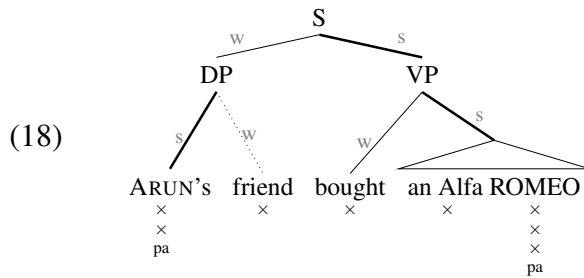 S
w s
DP VP
(18)
s w w s
ARUN's friend bought an Alfa ROMEO
× × × × ×
× ×
pa ×
pa